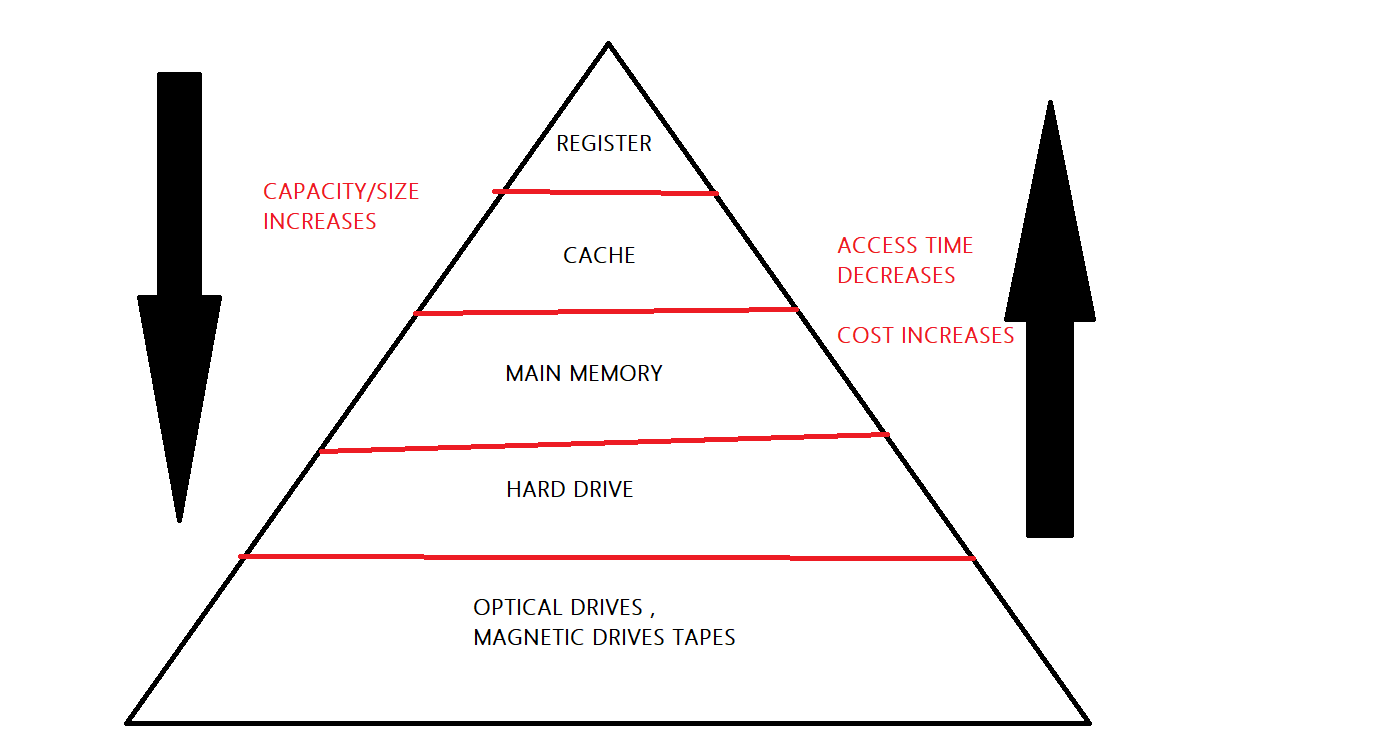 REGISTER
CAPACITY/SIZE
INCREASES
CACHE
ACCESS TIME
DECREASES
COST INCREASES
MAIN MEMORY
HARD DRIVE
OPTICAL DRIVES ,
MAGNETIC DRIVES TAPES